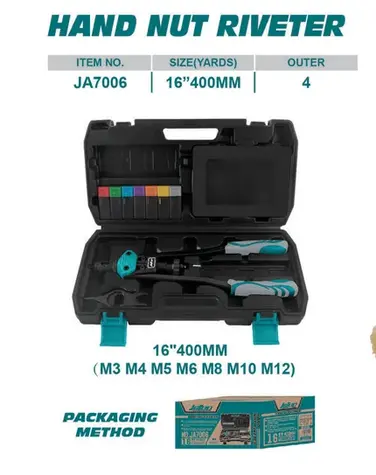 HAND NUT RIVETER
ITEM NO. SIZE(YARDS) OUTER
JA7006 16”400MM 4
16"400MM
（M3 M4 M5 M6 M8 M10 M12)
PACKAGING
METHOD